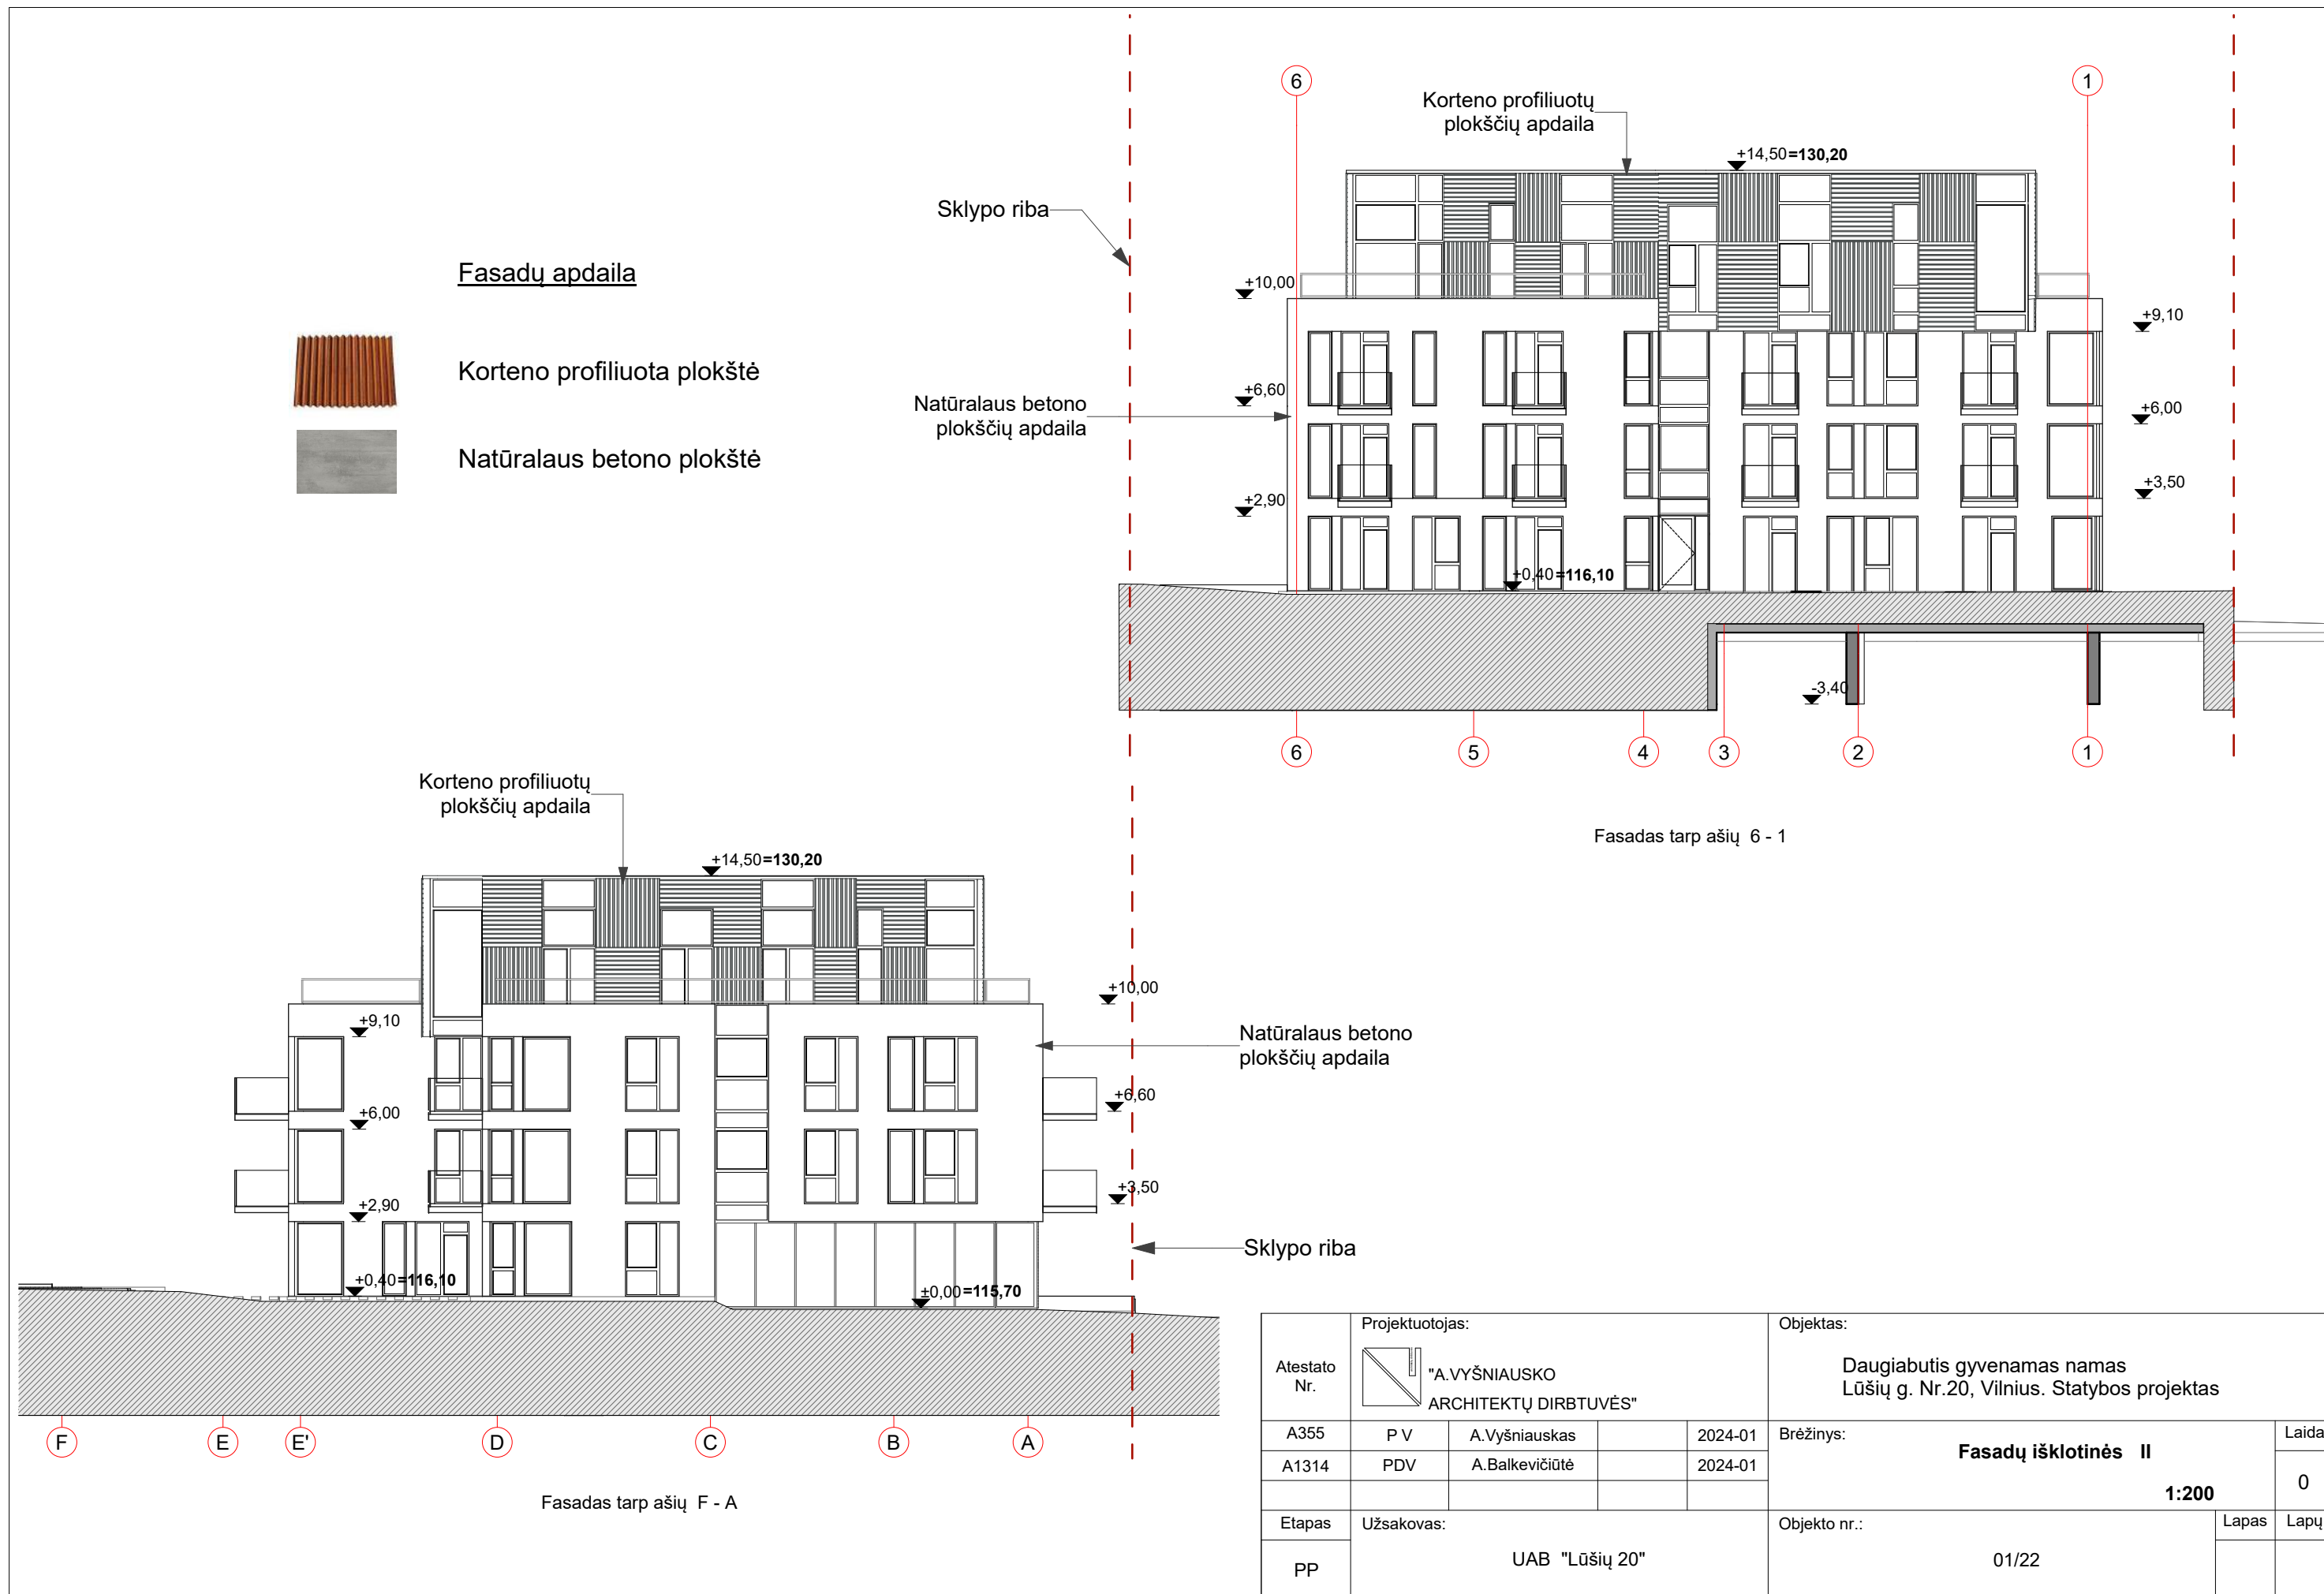 6
1
Korteno profiliuotų
plokščių apdaila
+14,50=130,20
Sklypo riba
Fasadų apdaila
+10,00
+9,10
Korteno profiliuota plokštė
+6,60
Natūralaus betono
plokščių apdaila
+6,00
Natūralaus betono plokštė
+3,50
+2,90
+0,40=116,10
-3,40
6
5
4
3
2
1
Fasadas tarp ašių 6 - 1
Korteno profiliuotų
plokščių apdaila
+14,50=130,20
+10,00
+9,10
Natūralaus betono
plokščių apdaila
+6,60
+6,00
+3,50
+2,90
Sklypo riba
+0,40=116,10
±0,00=115,70
F
E
E'
D
C
B
A
Fasadas tarp ašių F - A
Atestato
Nr.
Projektuotojas:
"A.VYŠNIAUSKO
ARCHITEKTŲ DIRBTUVĖS"
Objektas:
Daugiabutis gyvenamas namas
Lūšių g. Nr.20, Vilnius. Statybos projektas
A355
P V
A.Vyšniauskas
2024-01
A1314
PDV
A.Balkevičiūtė
2024-01
Brėžinys:
Fasadų išklotinės II
1:200
Laida
0
Etapas
PP
Užsakovas:
UAB "Lūšių 20"
Objekto nr.:
01/22
Lapas
Lapų